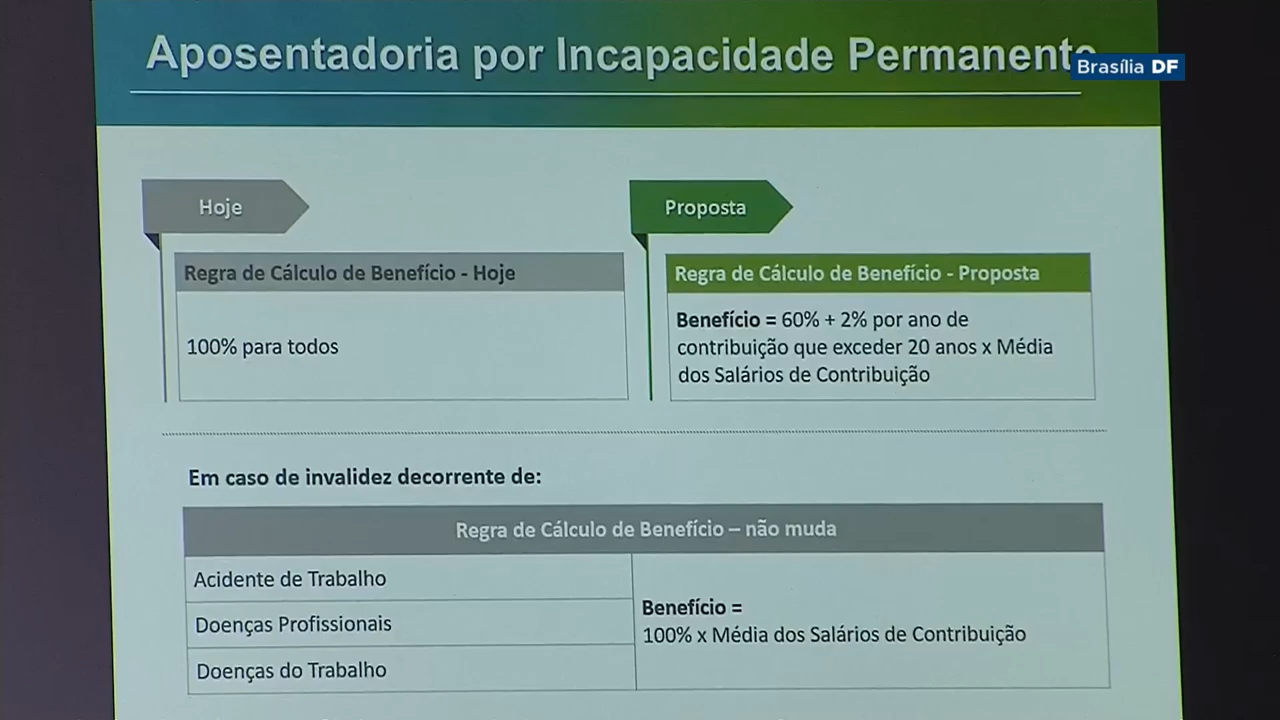 Aposentadoria por Incapacidade Permanente
Brasília DF
Hoje
Proposta
Regra de Cálculo de Benefício - Hoje
100% para todos
Regra de Cálculo de Benefício - Proposta
Benefício = 60% + 2% por ano de
contribuição que exceder 20 anos x Média
dos Salários de Contribuição
Em caso de invalidez decorrente de:
Regra de Cálculo de Benefício – não muda
Acidente de Trabalho
Doenças Profissionais
Doenças do Trabalho
Benefício =
100% x Média dos Salários de Contribuição